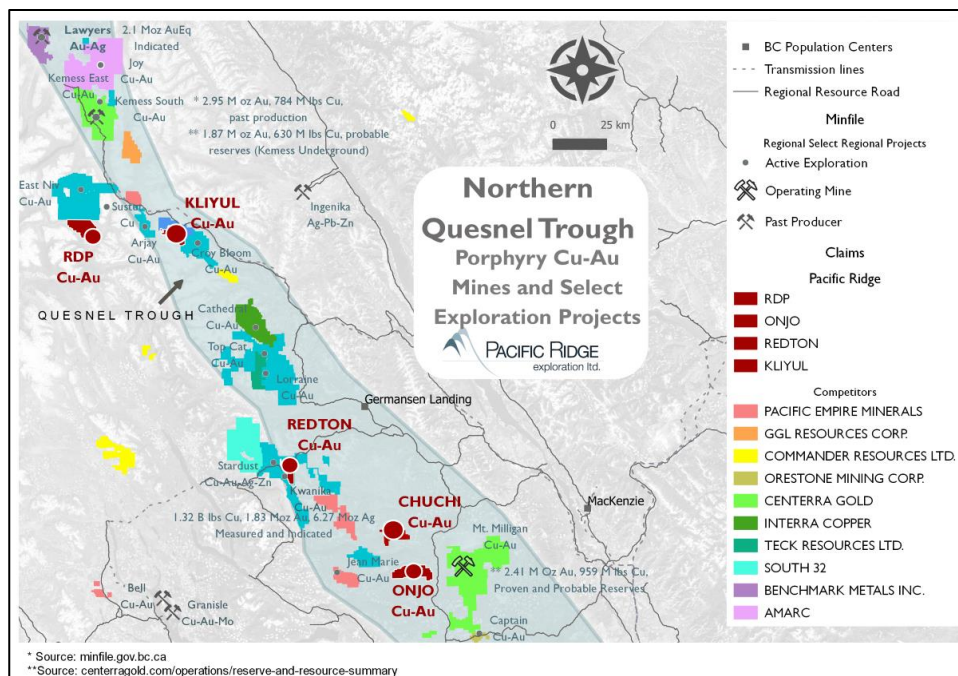 Lawyers
Au-Ag
2.1 Moz AuEq
Indicated
Joy
Cu-Au
Kemess East
Cu-Au
Kemess South
Cu-Au
* 2.95 M oz Au, 784 M lbs Cu,
past production
** 1.87 M oz Au, 630 M lbs Cu, probable
reserves (Kemess Underground)
0 25 km
Ingenika
Ag-Pb-Zn
East Niv
Cu-Au
Sustut
Cu
KLIYUL
Cu-Au
RDP
Cu-Au
Arjay
Cu-Au
Croy Bloom
Cu-Au
QUESNEL TROUGH
Northern
Quesnel Trough
Porphyry Cu-Au
Mines and Select
Exploration Projects
PACIFIC RIDGE
exploration ltd.
Cathedral
Cu-Au
Top Cat
Cu-Au
Lorraine
Cu-Au
Germansen Landing
REDTON
Cu-Au
Stardust
Cu-Au-Ag-Zn
Kwanika
Cu-Au
1.32 B lbs Cu, 1.83 Moz Au, 6.27 Moz Ag
Measured and Indicated
CHUCHI
Cu-Au
MacKenzie
Mt. Milligan
Cu-Au
** 2.41 M Oz Au, 959 M lbs Cu,
Proven and Probable Reserves
Jean Marie
Cu-Au
ONJO
Cu-Au
Bell
Cu-Au
Granisle
Cu-Au-Mo
Captain
Cu-Au
BC Population Centers
Transmission lines
Regional Resource Road
Minfile
Regional Select Regional Projects
Active Exploration
Operating Mine
Past Producer
Claims
Pacific Ridge
RDP
ONJO
REDTON
KLIYUL
Competitors
PACIFIC EMPIRE MINERALS
GGL RESOURCES CORP.
COMMANDER RESOURCES LTD.
ORESTONE MINING CORP.
CENTERRA GOLD
INTERRA COPPER
TECK RESOURCES LTD.
SOUTH 32
BENCHMARK METALS INC.
AMARC
* Source: minfile.gov.bc.ca
**Source: centerragold.com/operations/reserve-and-resource-summary